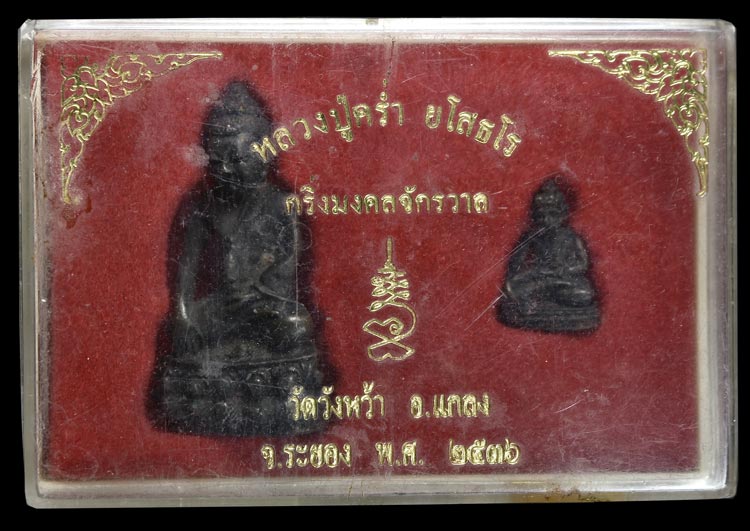 หลวงปู่คร่ำ ยโสธโร
กริ่งมงคลจักรวาล
วัดวังหว้า อ.แกลง
จ.ระยอง พ.ศ. ๒๕๓๖